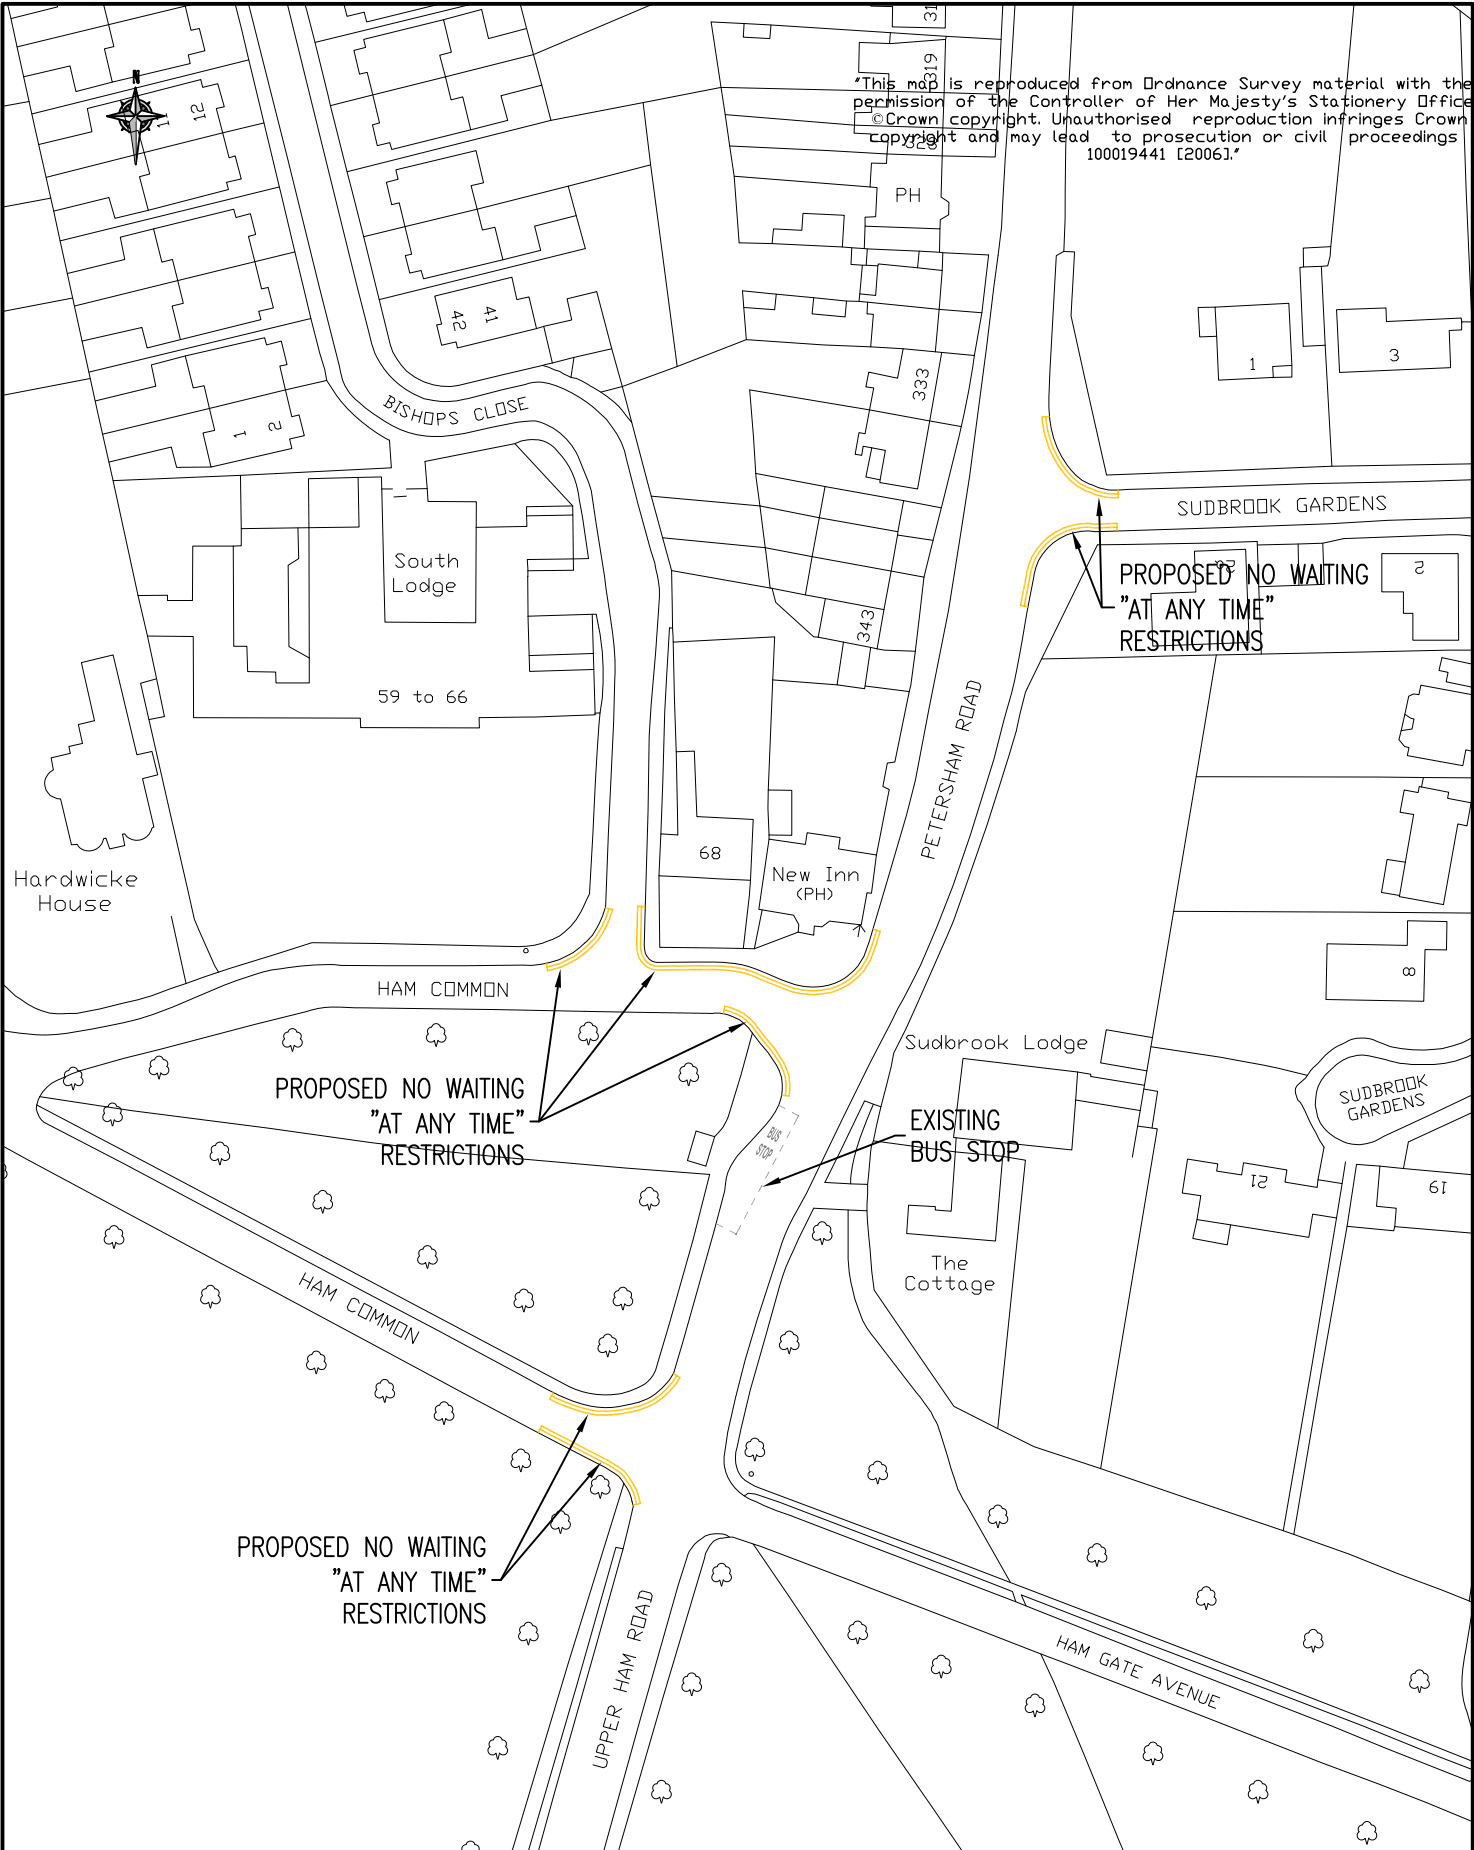 N
31
319
"This map is reproduced from Ordnance Survey material with the
permission of the Controller of Her Majesty's Stationery Office
©Crown copyright. Unauthorised reproduction infringes Crown
copyright and may lead to prosecution or civil proceedings
100019441 [2006]."
12
PH
41
42
333
1
3
BISHOPS CLOSE
1
2
SUDBROOK GARDENS
South
Lodge
PROPOSED NO WAITING
"AT ANY TIME"
RESTRICTIONS
2
343
59 to 66
PETERSHAM ROAD
68
New Inn
(PH)
Hardwicke
House
8
HAM COMMON
Sudbrook Lodge
SUDBROOK
GARDENS
PROPOSED NO WAITING
"AT ANY TIME"
RESTRICTIONS
BUS
STOP
EXISTING
BUS STOP
21
19
The
Cottage
HAM COMMON
PROPOSED NO WAITING
"AT ANY TIME"
RESTRICTIONS
UPPER HAM ROAD
HAM GATE AVENUE